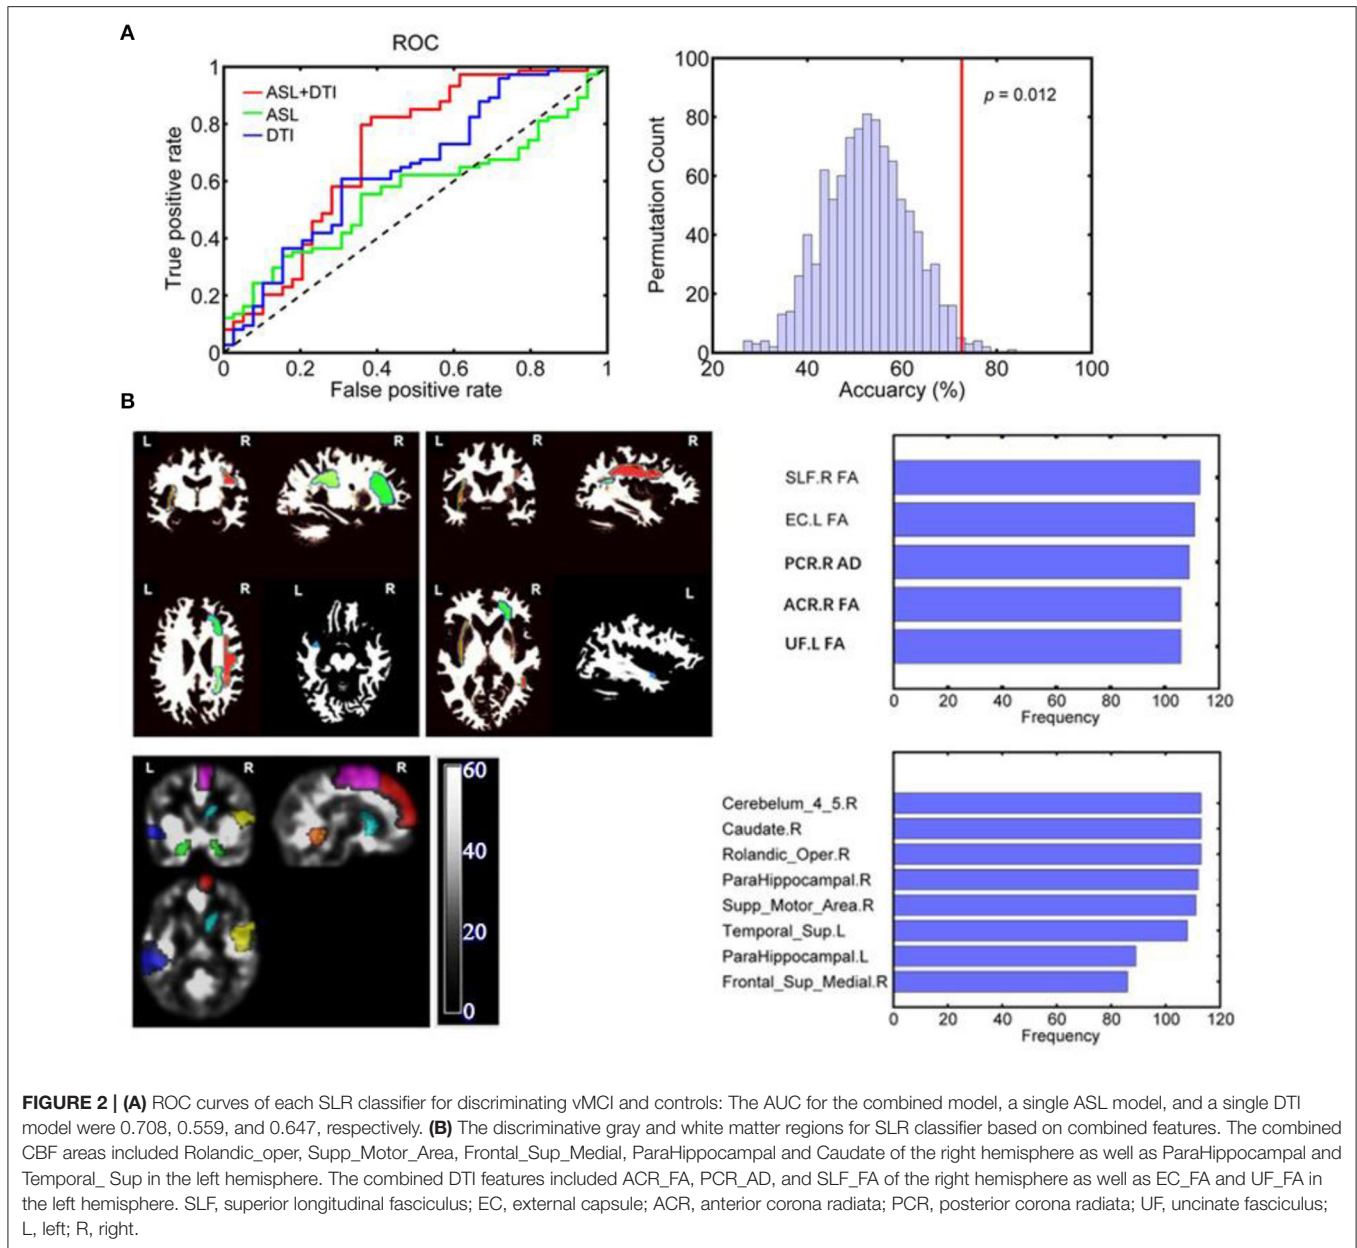 A
ROC
1
0.8
0.6
0.4
0.2
0
0 0.2 0.4 0.6 0.8 1
True positive rate
False positive rate
ASL+DTI
ASL
DTI
100
80
60
40
20
0
20 40 60 80 100
Permutation Count
Accuarcy (%)
p = 0.012
B
L R R
L R R
L R L R
L R L
SLF.R FA
EC.L FA
PCR.R AD
ACR.R FA
UF.L FA
0 20 40 60 80 100 120
Frequency
L R R
60
40
20
0
Cerebelum_4_5.R
Caudate.R
Rolandic_Oper.R
ParaHippocampal.R
Supp_Motor_Area.R
Temporal_Sup.L
ParaHippocampal.L
Frontal_Sup_Medial.R
0 20 40 60 80 100 120
Frequency
FIGURE 2 | (A) ROC curves of each SLR classifier for discriminating vMCI and controls: The AUC for the combined model, a single ASL model, and a single DTI
model were 0.708, 0.559, and 0.647, respectively. (B) The discriminative gray and white matter regions for SLR classifier based on combined features. The combined
CBF areas included Rolandic_oper, Supp_Motor_Area, Frontal_Sup_Medial, ParaHippocampal and Caudate of the right hemisphere as well as ParaHippocampal and
Temporal_ Sup in the left hemisphere. The combined DTI features included ACR_FA, PCR_AD, and SLF_FA of the right hemisphere as well as EC_FA and UF_FA in
the left hemisphere. SLF, superior longitudinal fasciculus; EC, external capsule; ACR, anterior corona radiata; PCR, posterior corona radiata; UF, uncinate fasciculus;
L, left; R, right.